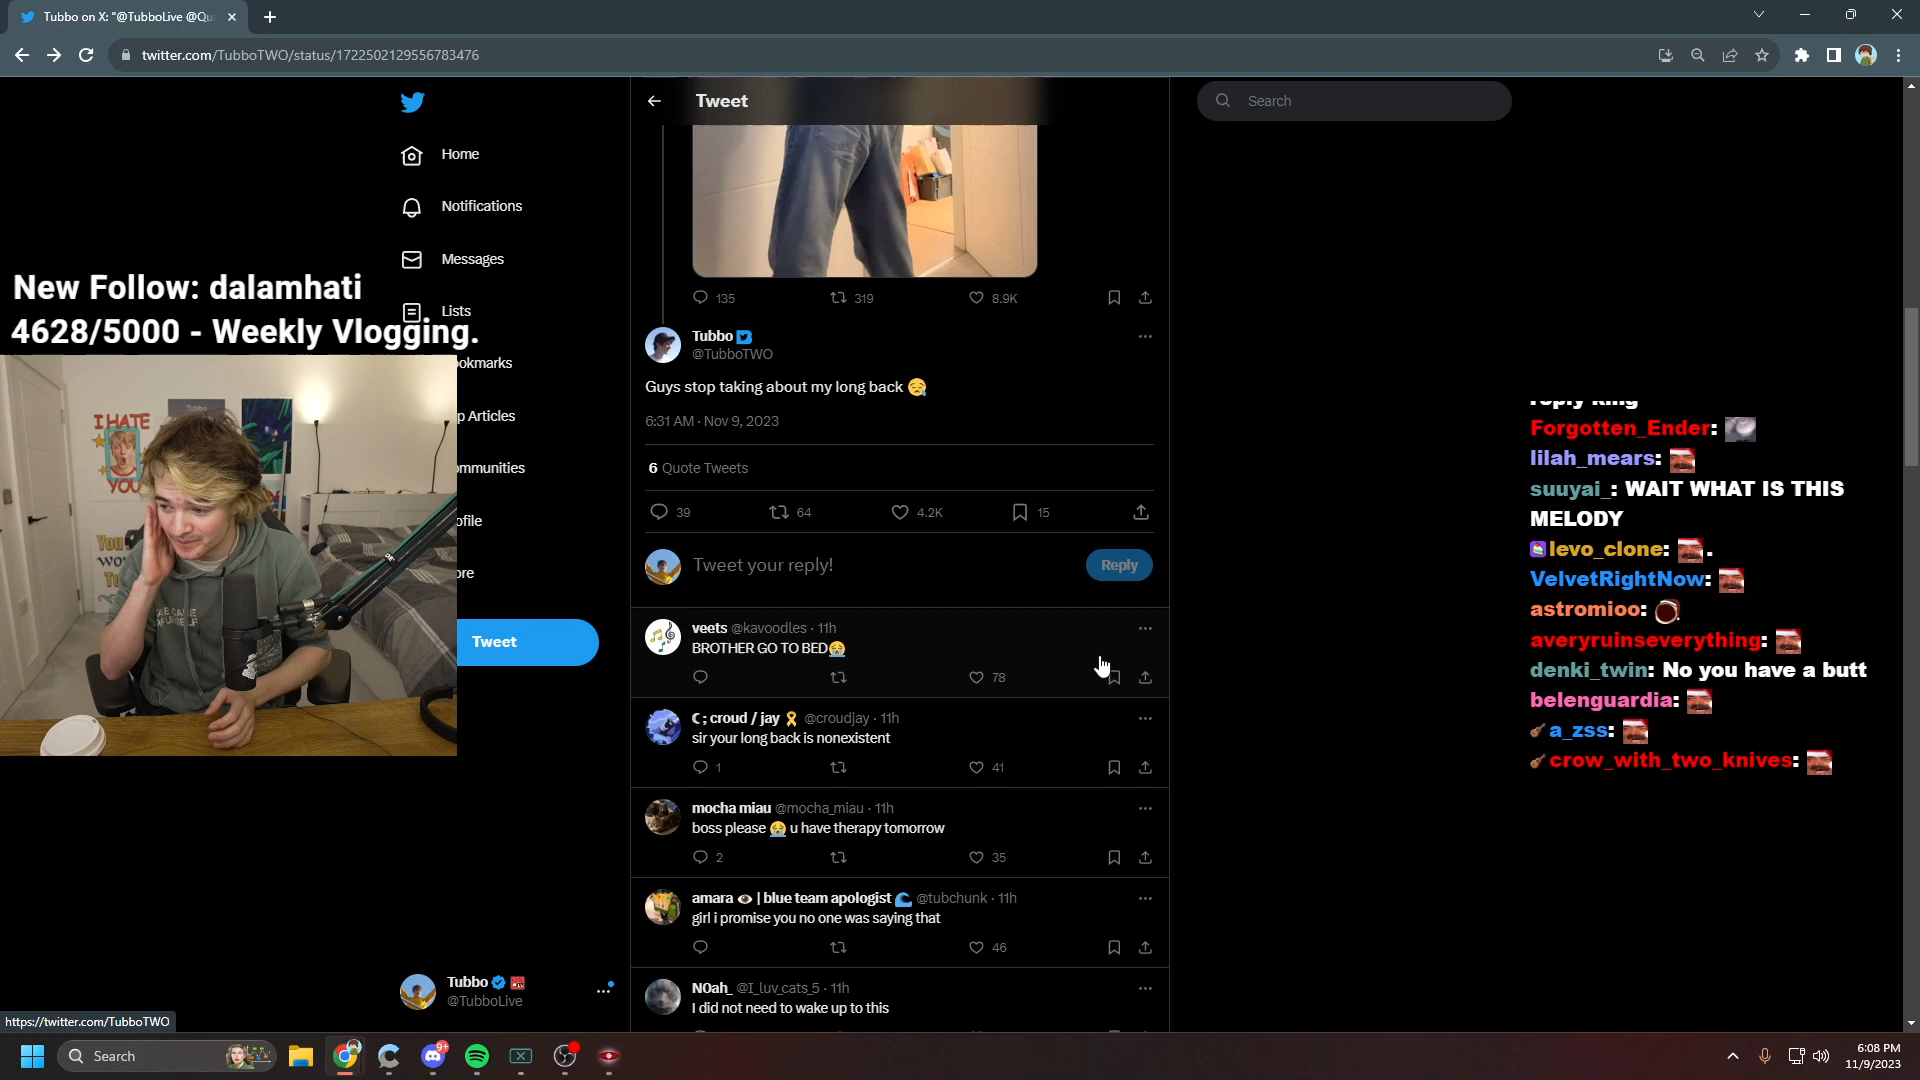 Tubbo on X: "@TubboLive @Qu
twitter.com/TubboTWO/status/1722502129556783476
Tweet
Search
Home
Notifications
Messages
Lists
ookmarks
p Articles
ommunities
ofile
ore
Tweet
New Follow: dalamhati
4628/5000 - Weekly Vlogging.
I HATE
YOU
135
319
8.9K
Tubbo
@TubboTWO
Guys stop taking about my long back 😪
6:31 AM · Nov 9, 2023
6 Quote Tweets
39
64
4.2K
15
Tweet your reply!
Reply
veets @kavoodles · 11h
BROTHER GO TO BED😭
78
☾ ; croud / jay 🎗 @croudjay · 11h
sir your long back is nonexistent
1
41
mocha miau @mocha_miau · 11h
boss please 😭 u have therapy tomorrow
2
35
amara 👁 | blue team apologist 🌊 @tubchunk · 11h
girl i promise you no one was saying that
46
N0ah_ @I_luv_cats_5 · 11h
I did not need to wake up to this
reply king
Forgotten_Ender:
lilah_mears:
suuyai_: WAIT WHAT IS THIS
MELODY
levo_clone: .
VelvetRightNow:
astromioo:
averyruinseverything:
denki_twin: No you have a butt
belenguardia:
a_zss:
crow_with_two_knives:
Tubbo
@TubboLive
https://twitter.com/TubboTWO
Search
9+
6:08 PM
11/9/2023